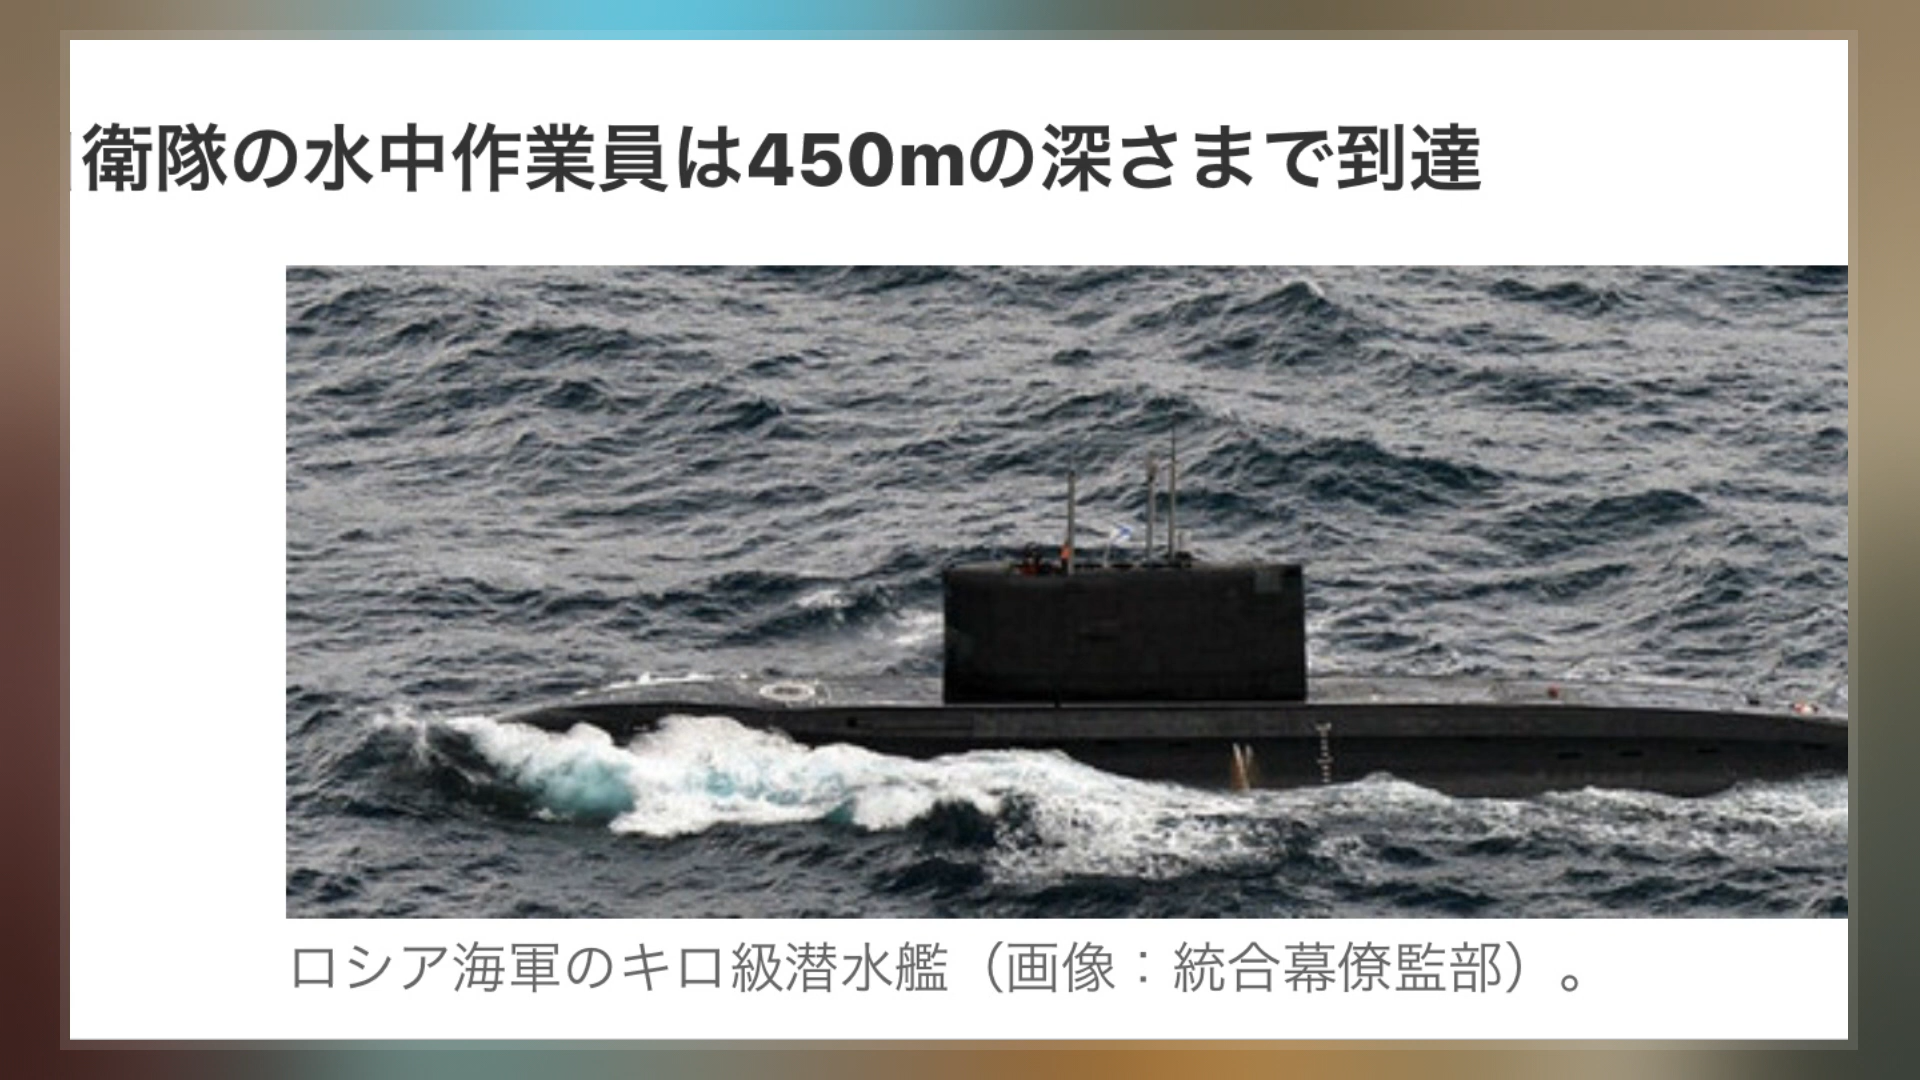 衛隊の水中作業員は450mの深さまで到達
ロシア海軍のキロ級潜水艦（画像：統合幕僚監部）。